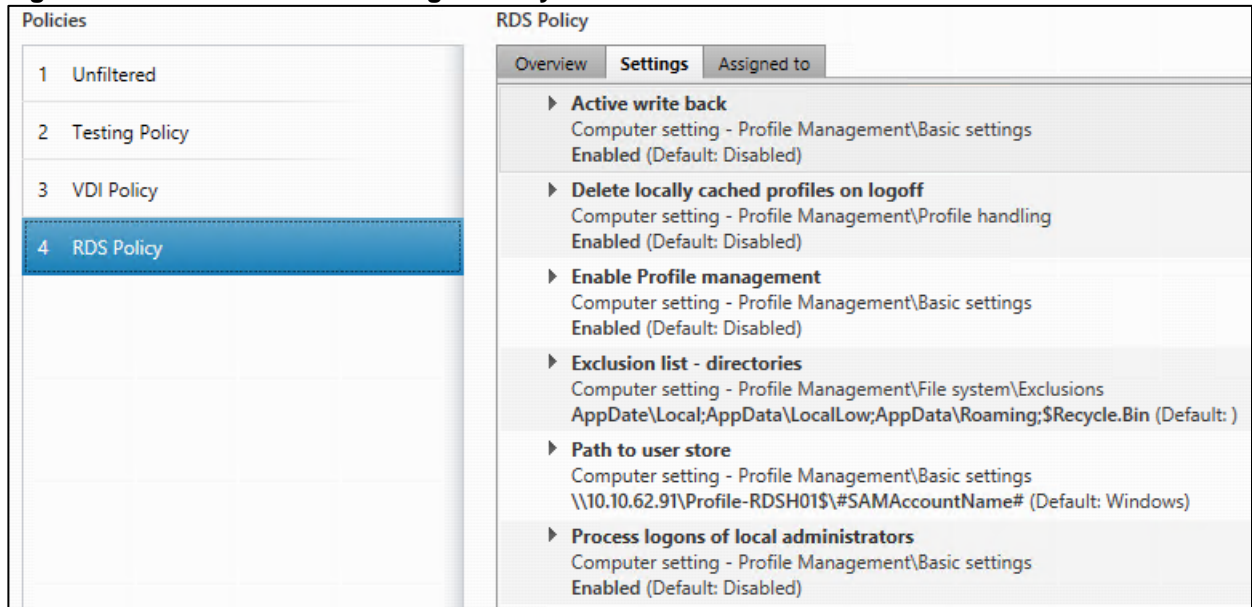 Policies
1 Unfiltered
2 Testing Policy
3 VDI Policy
4 RDS Policy
RDS Policy
Overview Settings Assigned to
Active write back
Computer setting - Profile Management\Basic settings
Enabled (Default: Disabled)
Delete locally cached profiles on logoff
Computer setting - Profile Management\Profile handling
Enabled (Default: Disabled)
Enable Profile management
Computer setting - Profile Management\Basic settings
Enabled (Default: Disabled)
Exclusion list - directories
Computer setting - Profile Management\File system\Exclusions
AppDate\Local;AppData\LocalLow;AppData\Roaming;$Recycle.Bin (Default: )
Path to user store
Computer setting - Profile Management\Basic settings
\\10.10.62.91\Profile-RDSH01$\#SAMAccountName# (Default: Windows)
Process logons of local administrators
Computer setting - Profile Management\Basic settings
Enabled (Default: Disabled)